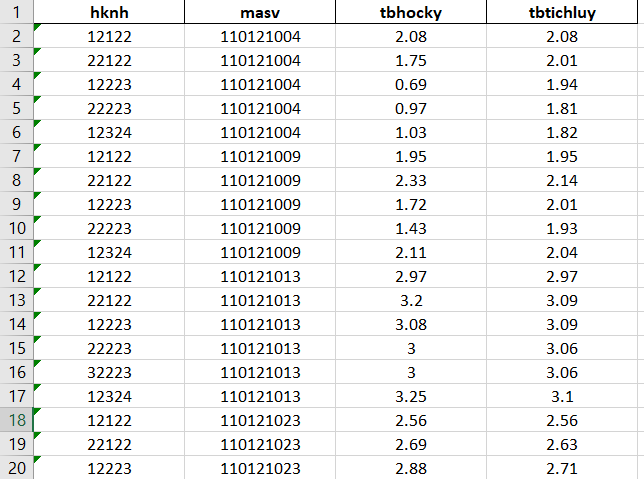 1 hknh masv tbhocky tbtichluy
2 12122 110121004 2.08 2.08
3 22122 110121004 1.75 2.01
4 12223 110121004 0.69 1.94
5 22223 110121004 0.97 1.81
6 12324 110121004 1.03 1.82
7 12122 110121009 1.95 1.95
8 22122 110121009 2.33 2.14
9 12223 110121009 1.72 2.01
10 22223 110121009 1.43 1.93
11 12324 110121009 2.11 2.04
12 12122 110121013 2.97 2.97
13 22122 110121013 3.2 3.09
14 12223 110121013 3.08 3.09
15 22223 110121013 3 3.06
16 32223 110121013 3 3.06
17 12324 110121013 3.25 3.1
18 12122 110121023 2.56 2.56
19 22122 110121023 2.69 2.63
20 12223 110121023 2.88 2.71